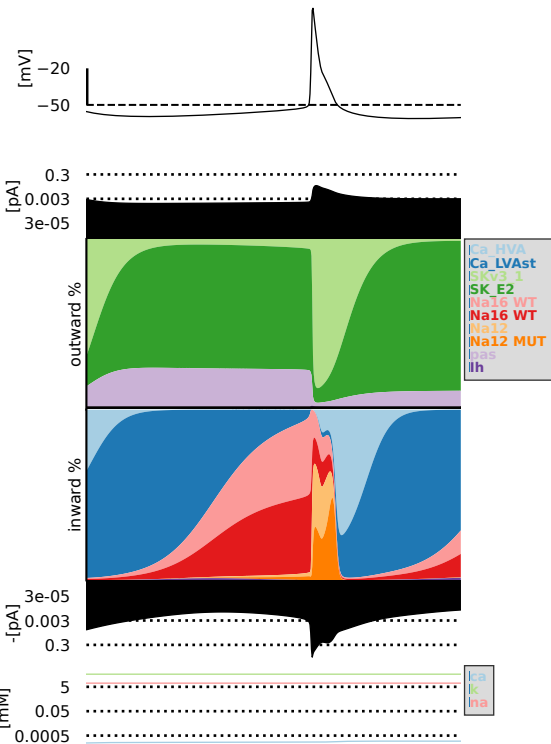 [mV]
−20
−50
[pA]
0.3
0.003
3e-05
outward %
Ca_HVA
Ca_LVAst
SKv3_1
SK_E2
Na16 WT
Na16 WT
Na12
Na12 MUT
pas
Ih
inward %
-[pA]
3e-05
0.003
0.3
[mM]
5
0.05
0.0005
ca
k
na